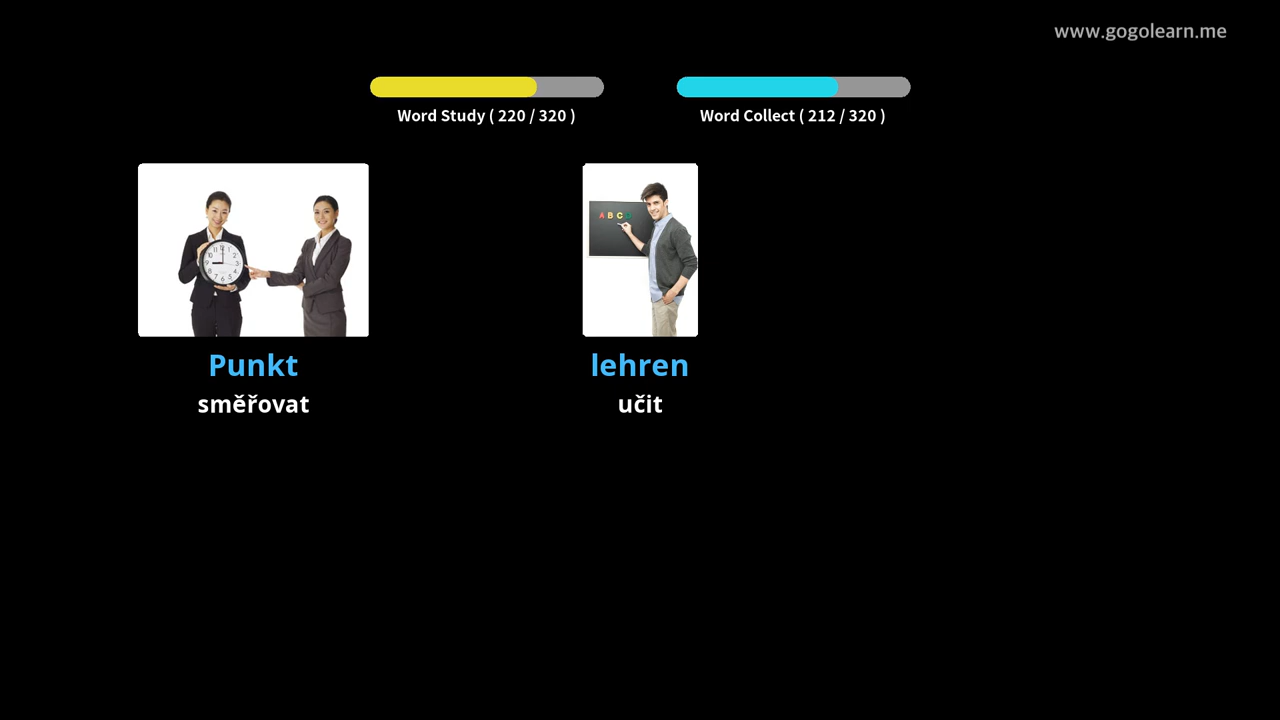 www.gogolearn.me
Word Study ( 220 / 320 )
Word Collect ( 212 / 320 )
A B C
Punkt
lehren
směřovat
učit